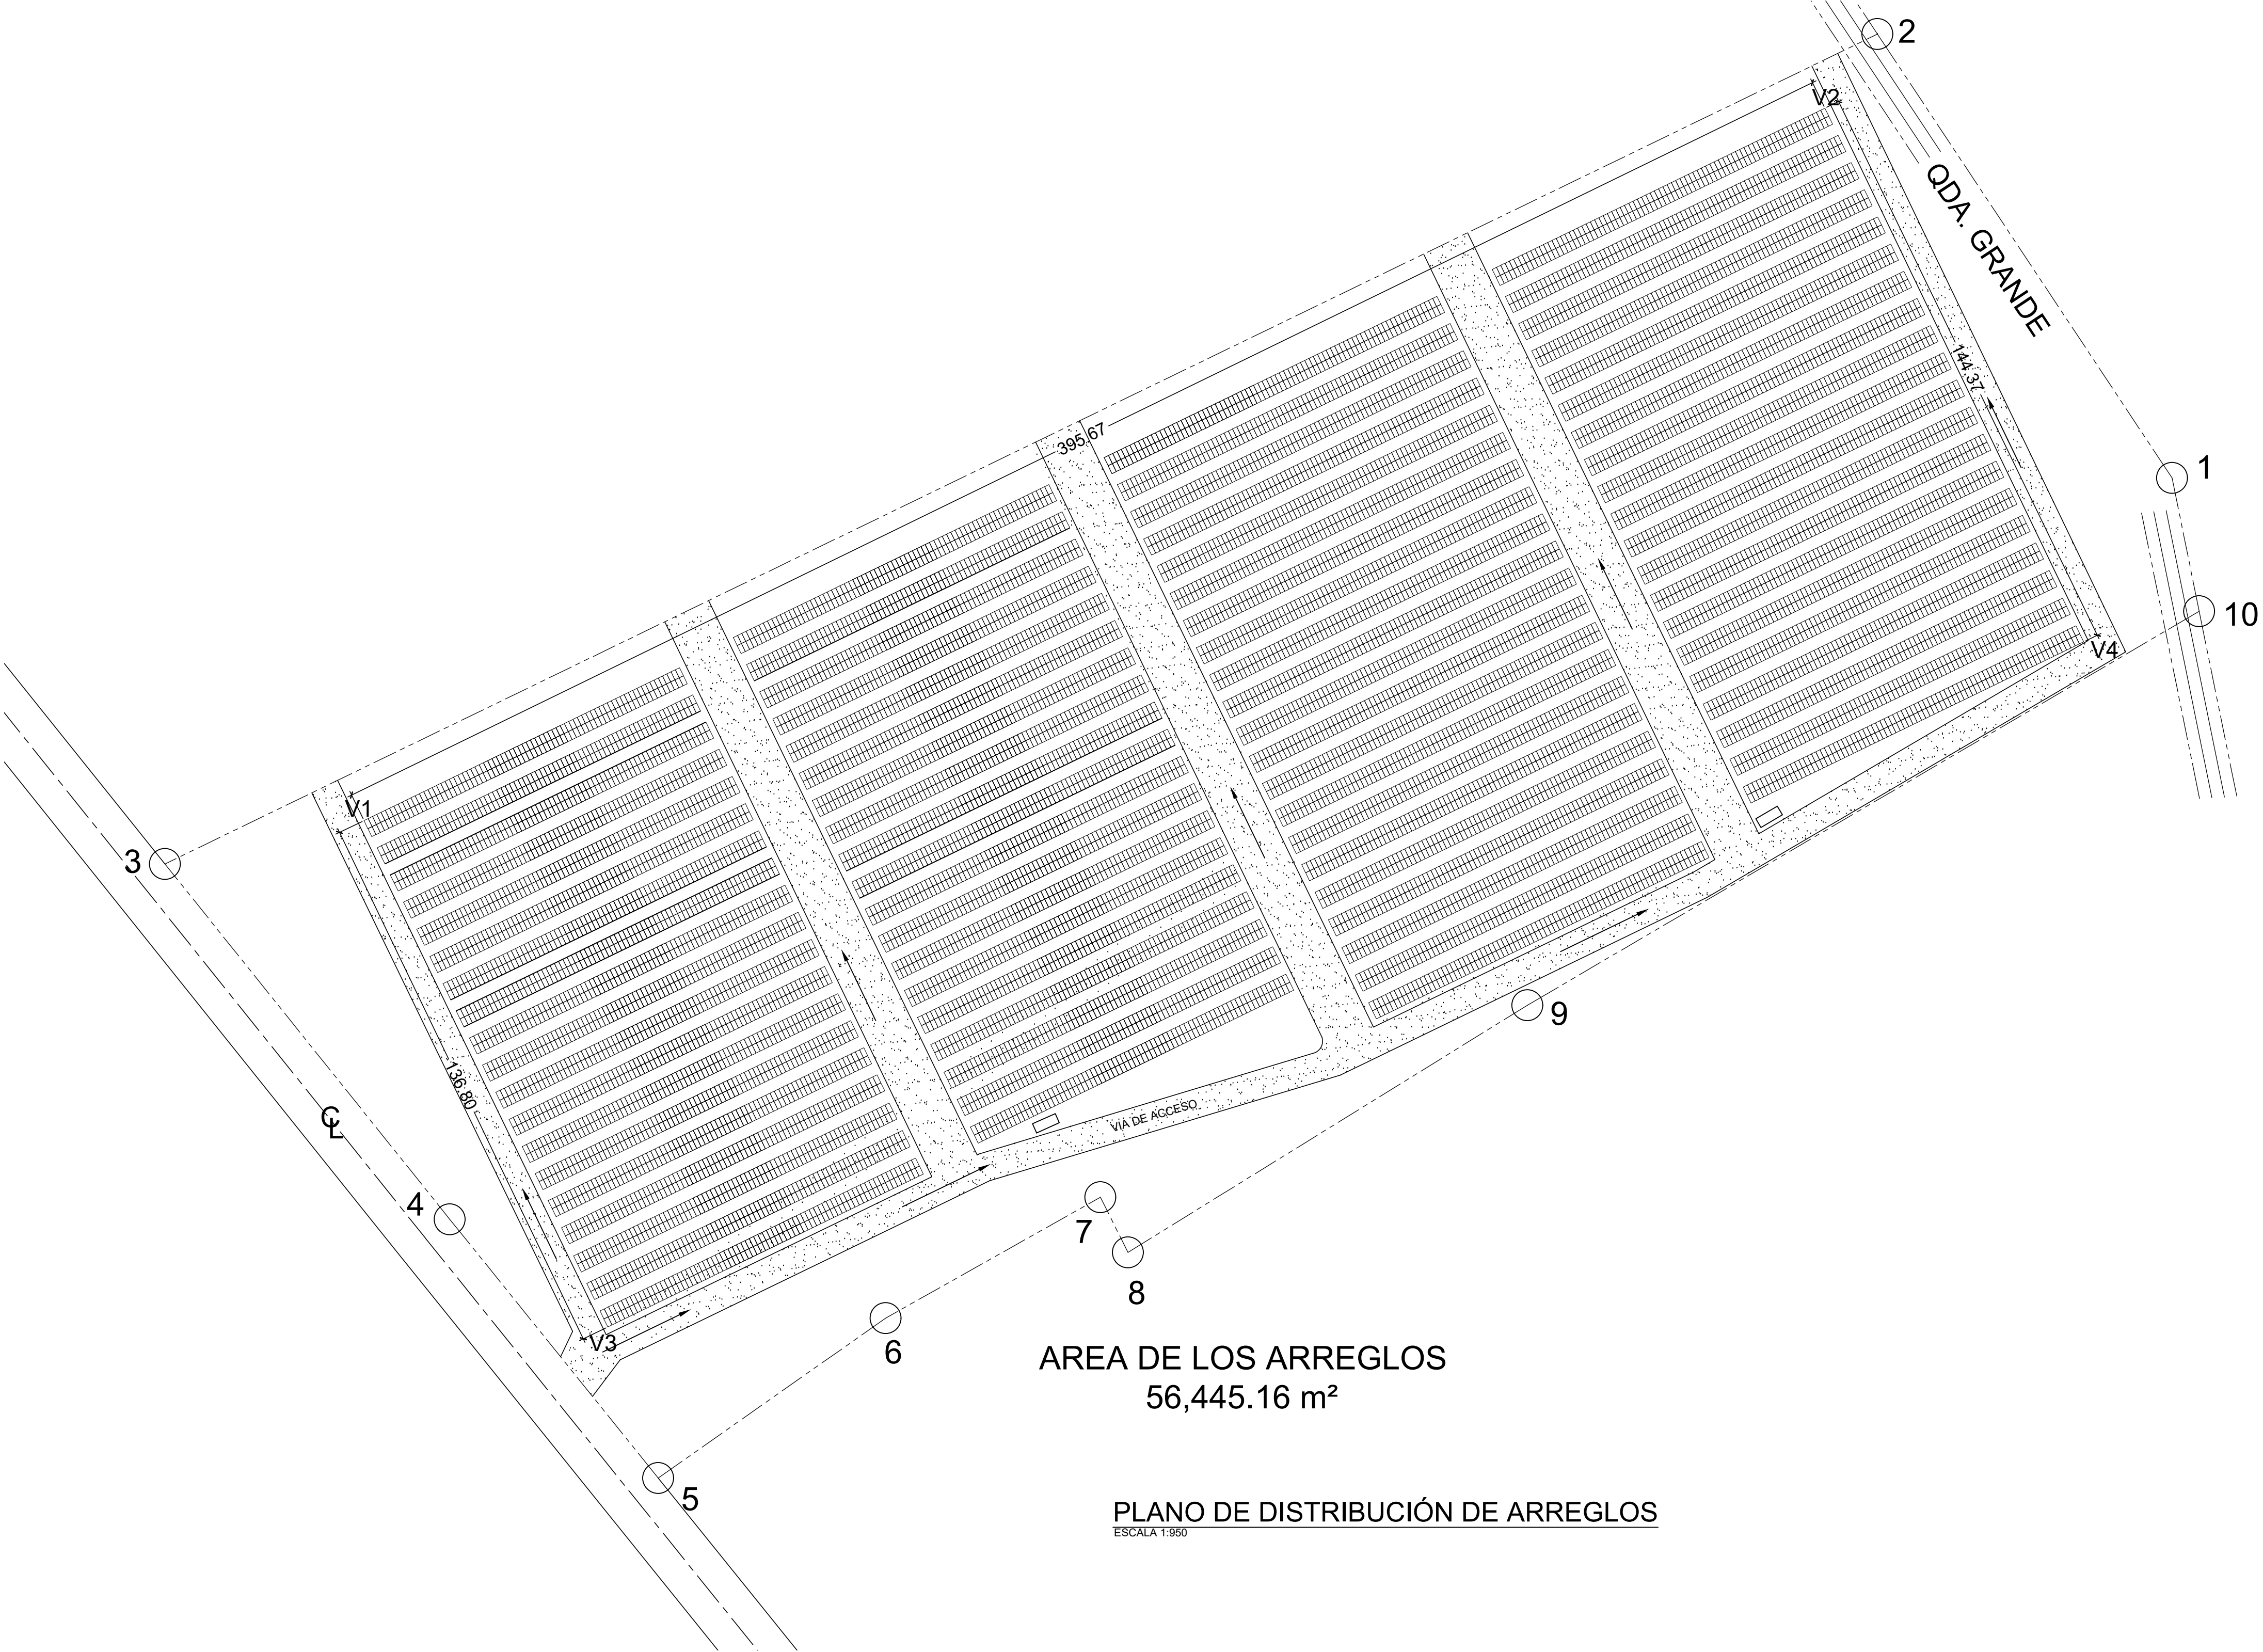 2
V2
QDA. GRANDE
144.37
1
395.67
10
V4
V1
3
136.80
9
VIA DE ACCESO
℄
4
7
8
V3
6
AREA DE LOS ARREGLOS
56,445.16 m²
5
PLANO DE DISTRIBUCIÓN DE ARREGLOS
ESCALA 1:950